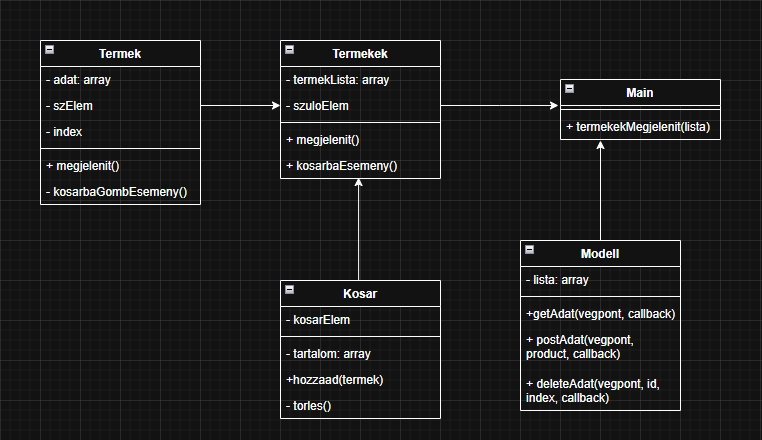 Termek
- adat: array
- szElem
- index
+ megjelenit()
- kosarbaGombEsemeny()
Termekek
- termekLista: array
- szuloElem
+ megjelenit()
+ kosarbaEsemeny()
Main
+ termekekMegjelenit(lista)
Kosar
- kosarElem
- tartalom: array
+hozzaad(termek)
- torles()
Modell
- lista: array
+getAdat(vegpont, callback)
+ postAdat(vegpont,
product, callback)
+ deleteAdat(vegpont, id,
index, callback)